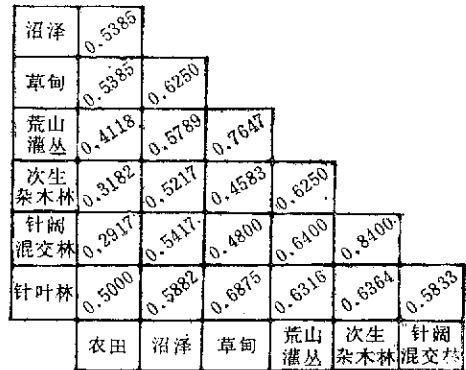 沼泽 0.5385
草甸 0.5385 0.6250
荒山
灌丛 0.4118 0.5789 0.7647
次生
杂木林 0.3182 0.5217 0.4583 0.6250
针阔
混交林 0.2917 0.5417 0.4800 0.6400 0.8400
针叶林 0.5000 0.5882 0.6875 0.6316 0.6364 0.5833
农田 沼泽 草甸 荒山 次生 针阔
灌丛 杂木林 混交林